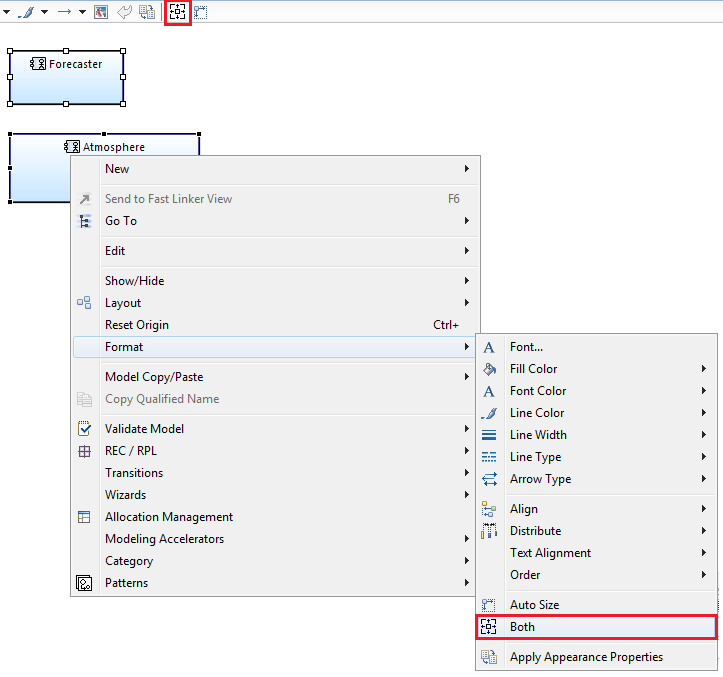 Forecaster
Atmosphere
New
Send to Fast Linker View F6
Go To
Edit
Show/Hide
Layout
Reset Origin Ctrl+
Format
Model Copy/Paste
Copy Qualified Name
Validate Model
REC / RPL
Transitions
Wizards
Allocation Management
Modeling Accelerators
Category
Patterns
Font...
Fill Color
Font Color
Line Color
Line Width
Line Type
Arrow Type
Align
Distribute
Text Alignment
Order
Auto Size
Both
Apply Appearance Properties